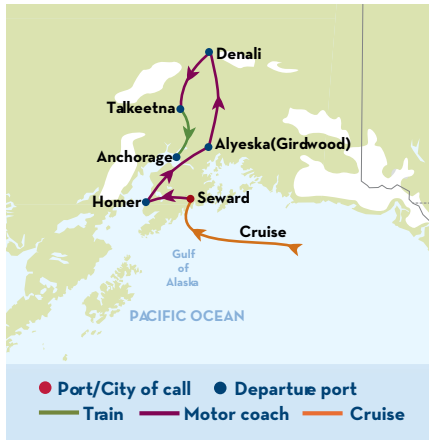 Denali
Talkeetna
Alyeska(Girdwood)
Anchorage
Homer
Seward
Cruise
Gulf
of
Alaska
PACIFIC OCEAN
Port/City of call
Departure port
Train
Motor coach
Cruise